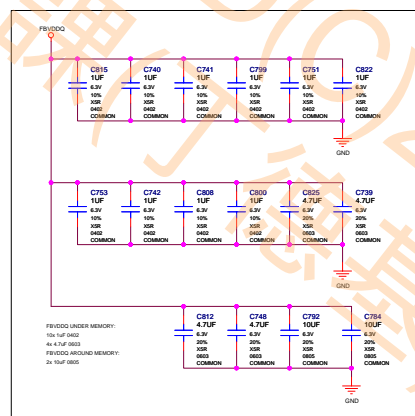 FBVDDQ
C815 C740 C741 C799 C751 C822
1UF 1UF 1UF 1UF 1UF 1UF
6.3V 6.3V 6.3V 6.3V 6.3V 6.3V
10% 10% 10% 10% 10% 10%
X5R X5R X5R X5R X5R X5R
0402 0402 0402 0402 0402 0402
COMMON COMMON COMMON COMMON COMMON COMMON
GND
C753 C742 C808 C800 C825 C739
1UF 1UF 1UF 1UF 4.7UF 4.7UF
6.3V 6.3V 6.3V 6.3V 6.3V 6.3V
10% 10% 10% 10% 20% 20%
X5R X5R X5R X5R X5R X5R
0402 0402 0402 0402 0603 0603
COMMON COMMON COMMON COMMON COMMON COMMON
GND
C812 C748 C792 C784
4.7UF 4.7UF 10UF 10UF
6.3V 6.3V 6.3V 6.3V
20% 20% 20% 20%
X5R X5R X5R X5R
0603 0603 0805 0805
COMMON COMMON COMMON COMMON
GND
FBVDDQ UNDER MEMORY:
10x 1uF 0402
4x 4.7uF 0603
FBVDDQ AROUND MEMORY:
2x 10uF 0805